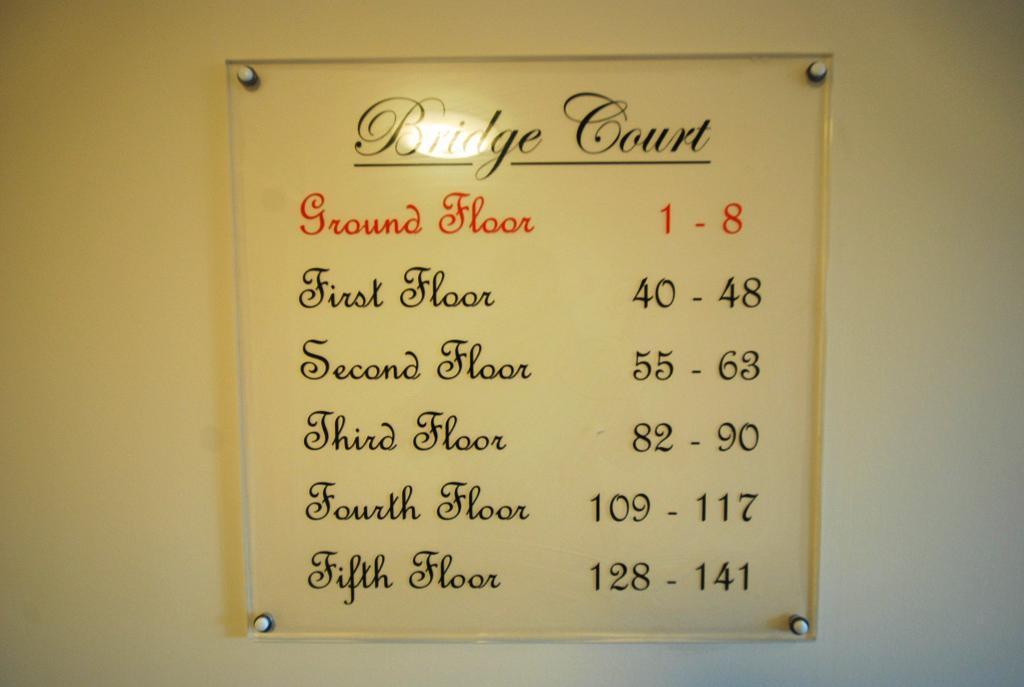 Bridge Court
Ground Floor 1 - 8
First Floor 40 - 48
Second Floor 55 - 63
Third Floor 82 - 90
Fourth Floor 109 - 117
Fifth Floor 128 - 141